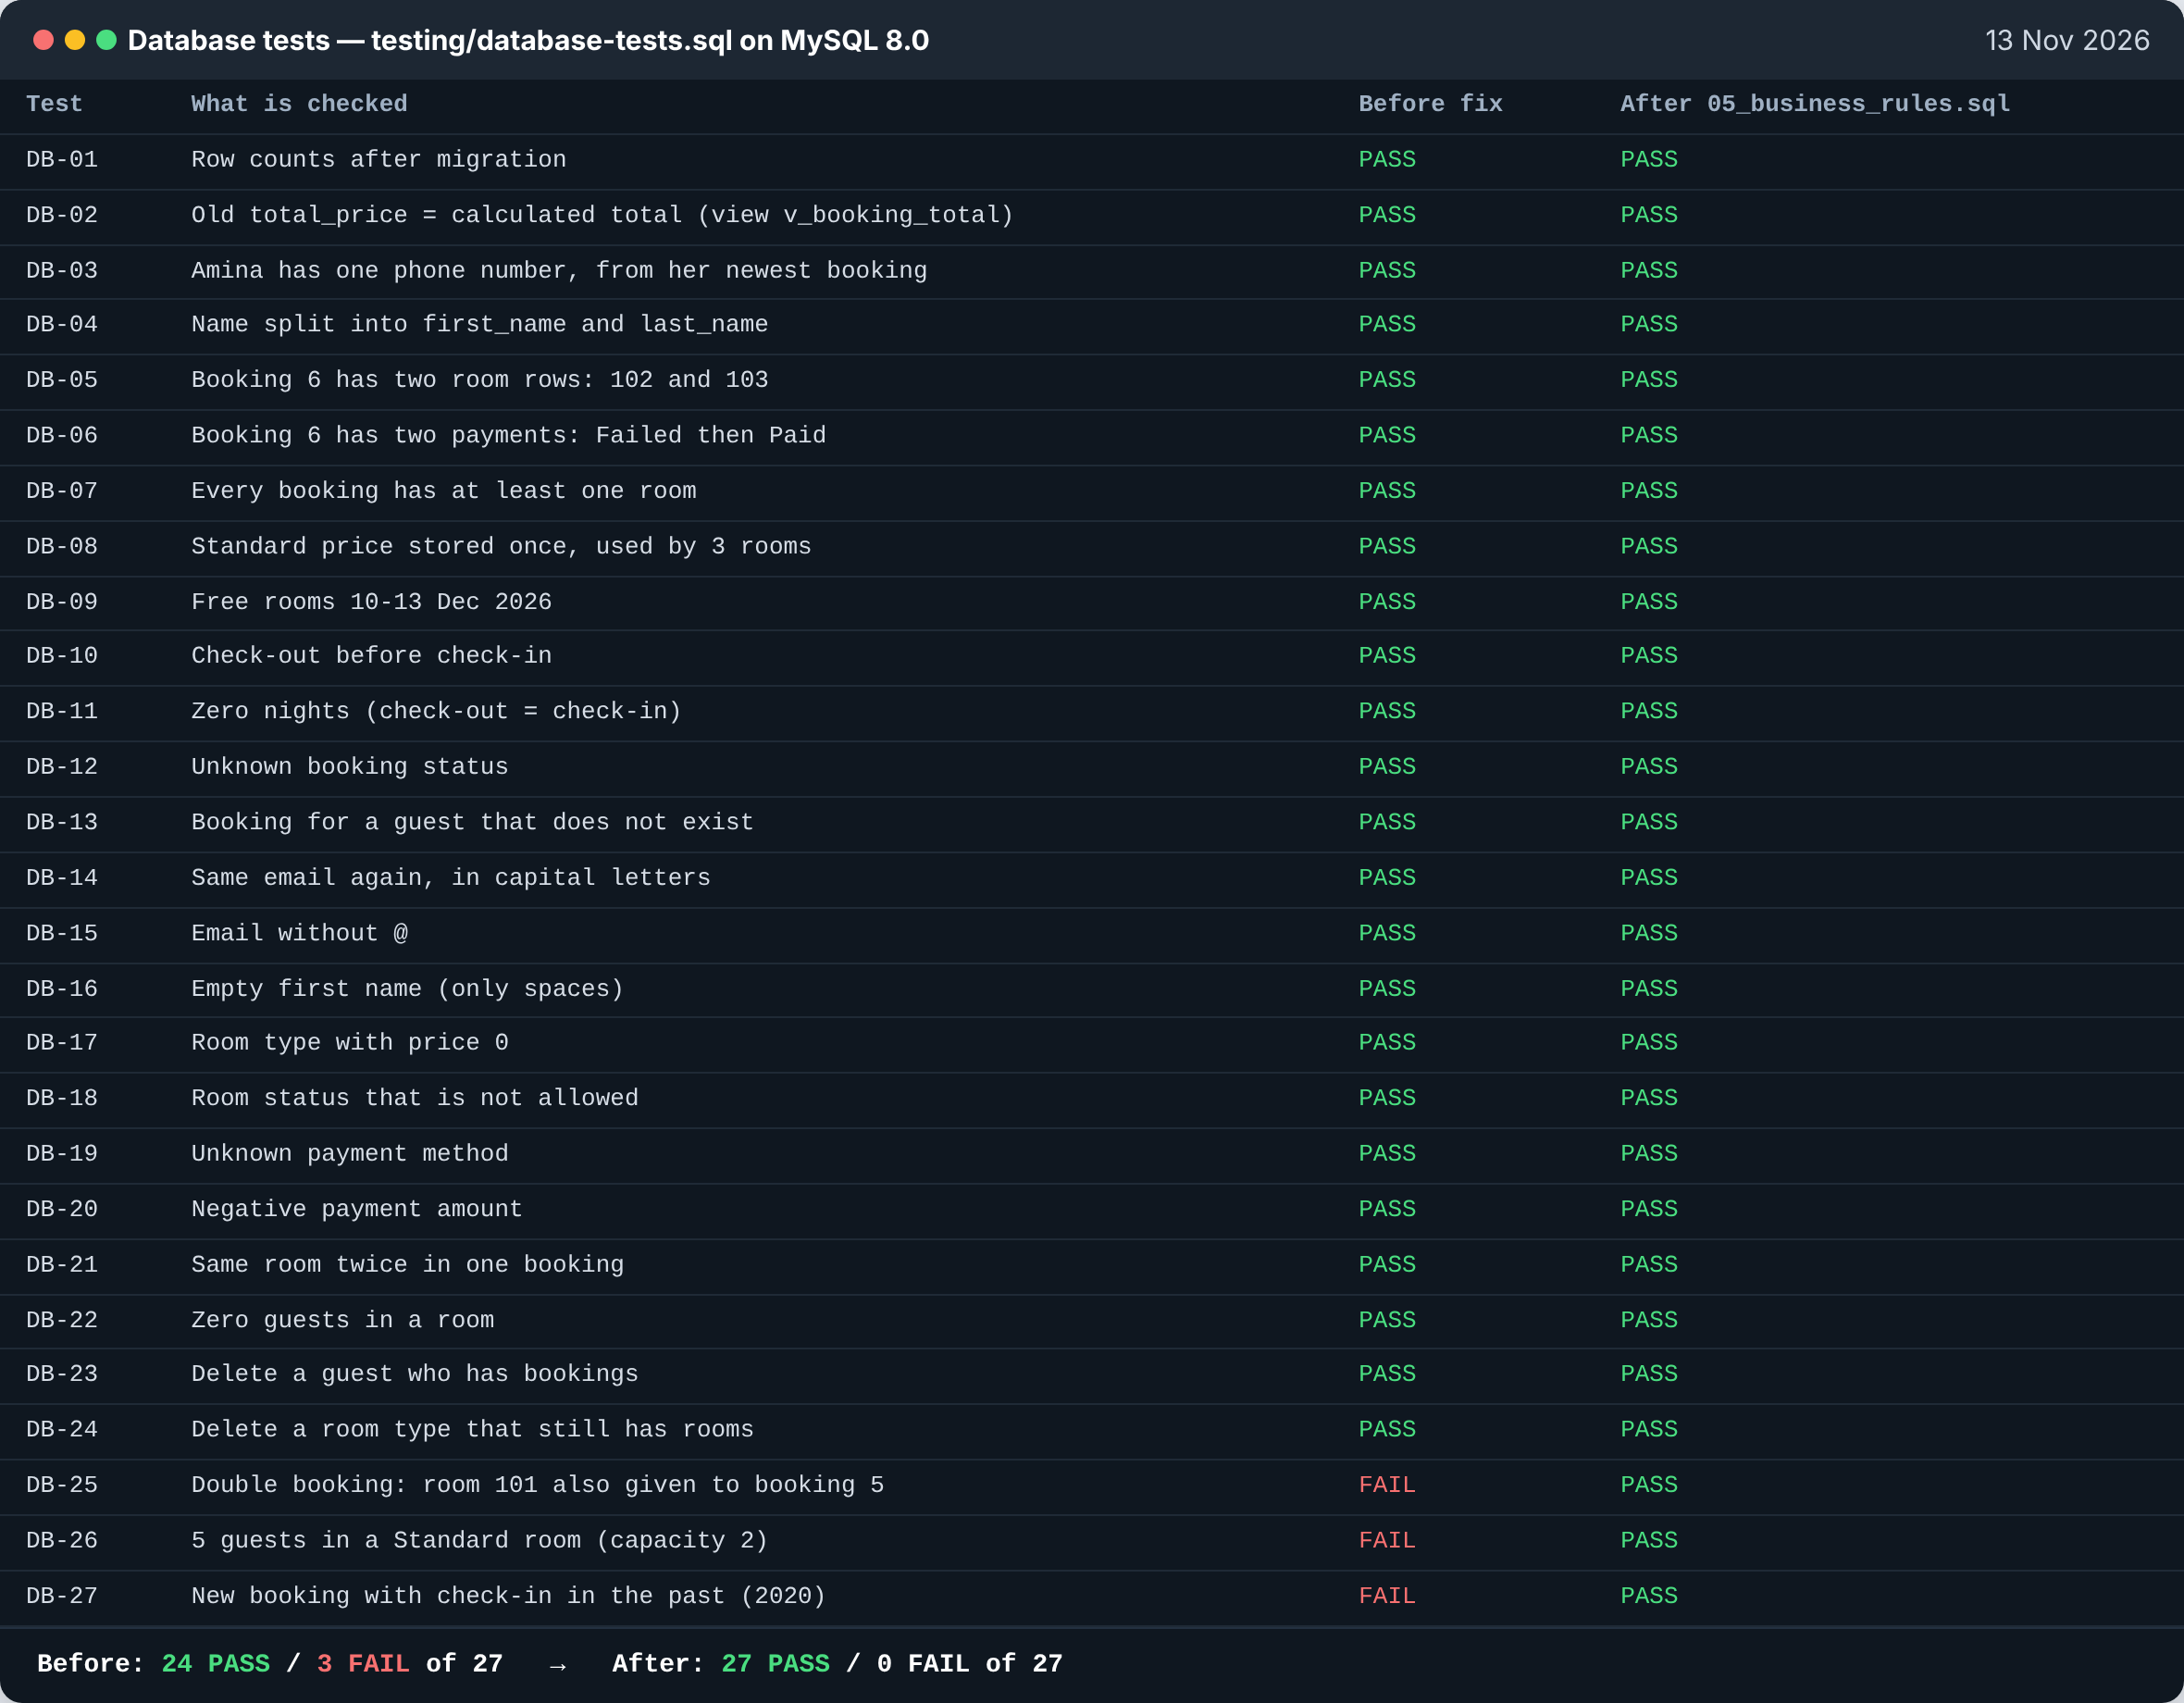 Database tests — testing/database-tests.sql on MySQL 8.0 13 Nov 2026
Test What is checked Before fix After 05_business_rules.sql
DB-01 Row counts after migration PASS PASS
DB-02 Old total_price = calculated total (view v_booking_total) PASS PASS
DB-03 Amina has one phone number, from her newest booking PASS PASS
DB-04 Name split into first_name and last_name PASS PASS
DB-05 Booking 6 has two room rows: 102 and 103 PASS PASS
DB-06 Booking 6 has two payments: Failed then Paid PASS PASS
DB-07 Every booking has at least one room PASS PASS
DB-08 Standard price stored once, used by 3 rooms PASS PASS
DB-09 Free rooms 10-13 Dec 2026 PASS PASS
DB-10 Check-out before check-in PASS PASS
DB-11 Zero nights (check-out = check-in) PASS PASS
DB-12 Unknown booking status PASS PASS
DB-13 Booking for a guest that does not exist PASS PASS
DB-14 Same email again, in capital letters PASS PASS
DB-15 Email without @ PASS PASS
DB-16 Empty first name (only spaces) PASS PASS
DB-17 Room type with price 0 PASS PASS
DB-18 Room status that is not allowed PASS PASS
DB-19 Unknown payment method PASS PASS
DB-20 Negative payment amount PASS PASS
DB-21 Same room twice in one booking PASS PASS
DB-22 Zero guests in a room PASS PASS
DB-23 Delete a guest who has bookings PASS PASS
DB-24 Delete a room type that still has rooms PASS PASS
DB-25 Double booking: room 101 also given to booking 5 FAIL PASS
DB-26 5 guests in a Standard room (capacity 2) FAIL PASS
DB-27 New booking with check-in in the past (2020) FAIL PASS
Before: 24 PASS / 3 FAIL of 27 → After: 27 PASS / 0 FAIL of 27